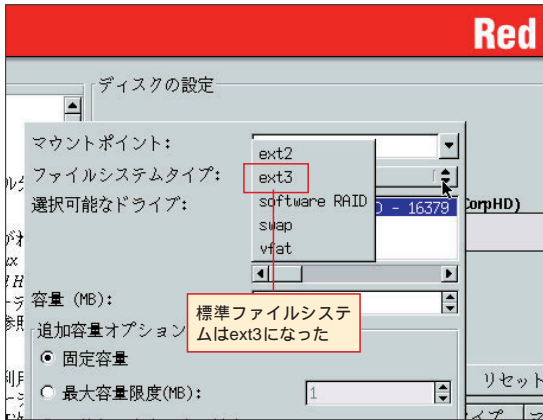 Red
ディスクの設定
マウントポイント:
ext2
ファイルシステムタイプ:
ext3
選択可能なドライブ:
software RAID
- 16379
CorpHD)
swap
vfat
容量 (MB):
標準ファイルシステ
ムはext3になった
追加容量オプション
固定容量
最大容量限度(MB):
1
リセット